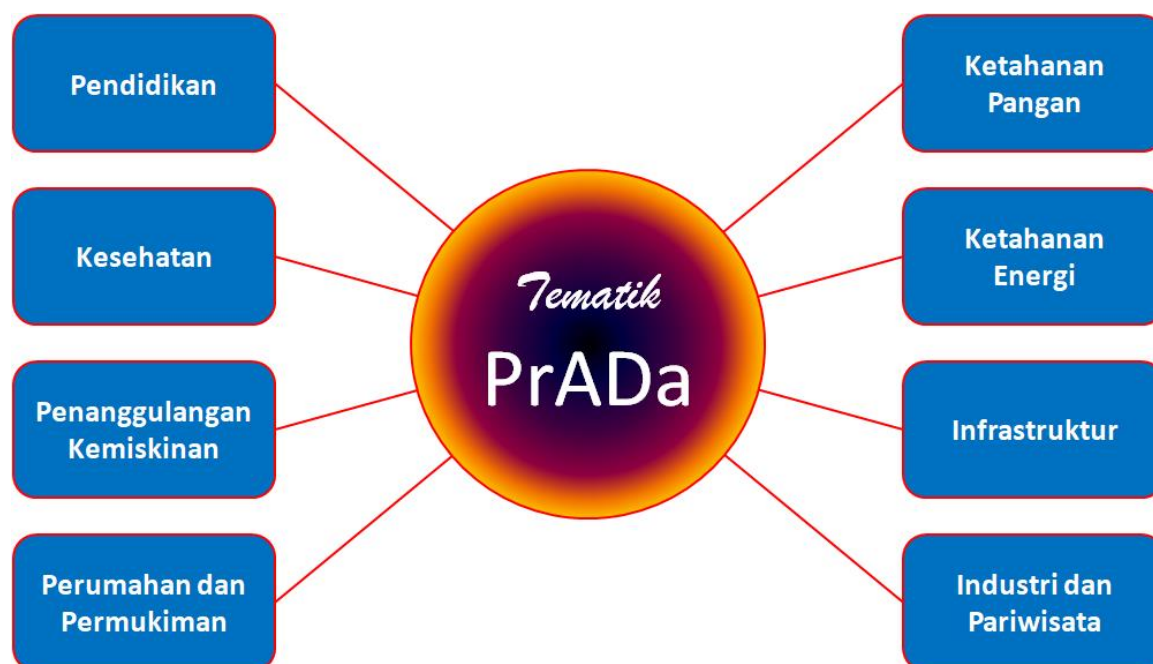 Pendidikan
Kesehatan
Penanggulangan
Kemiskinan
Perumahan dan
Permukiman
Tematik
PrADa
Ketahanan
Pangan
Ketahanan
Energi
Infrastruktur
Industri dan
Pariwisata